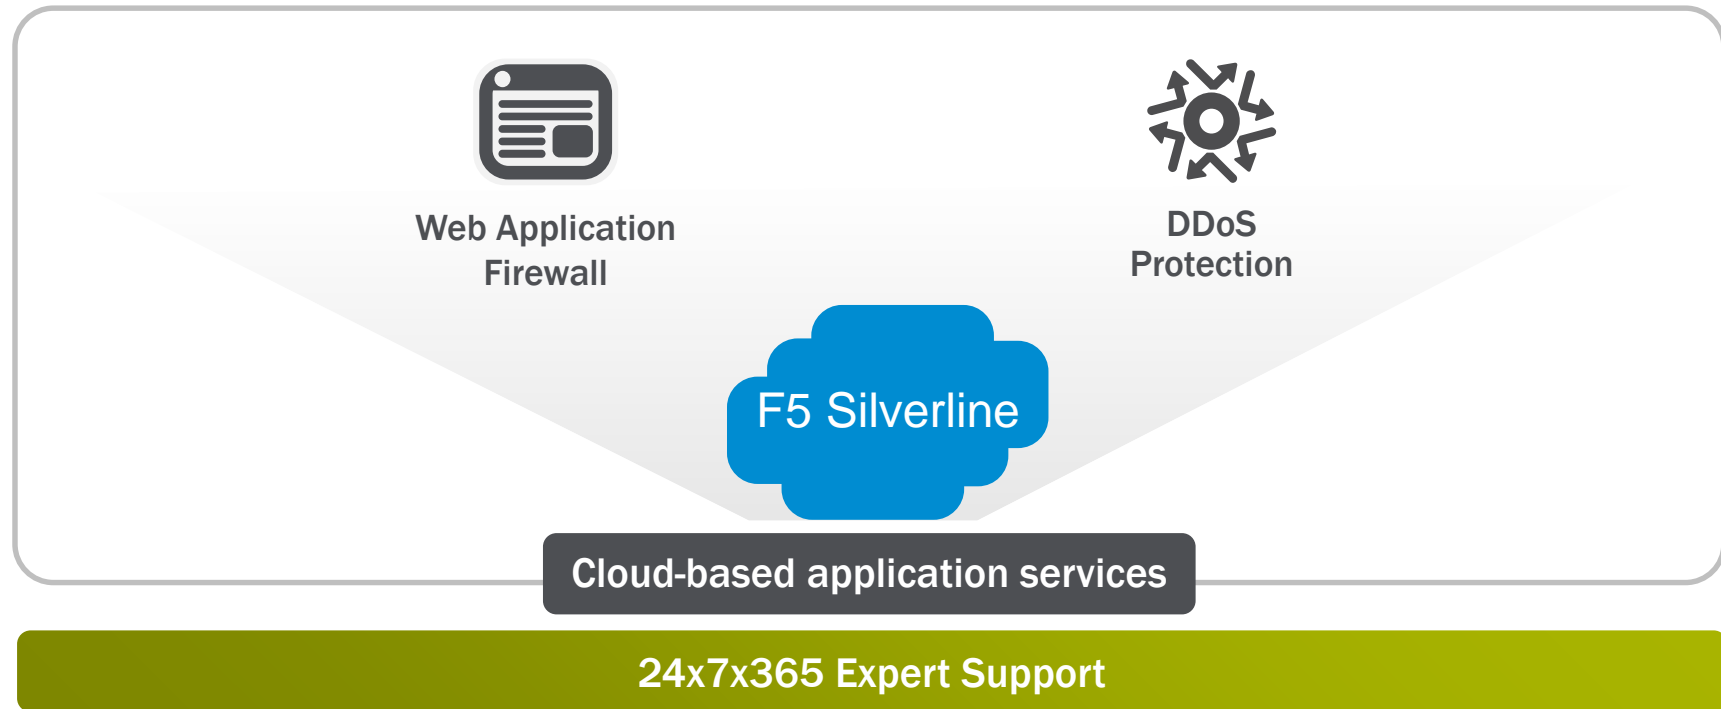 Web Application
Firewall
DDoS
Protection
F5 Silverline
Cloud-based application services
24x7x365 Expert Support